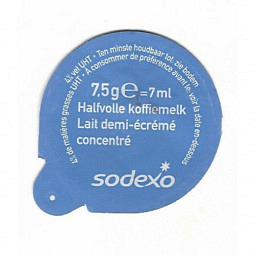 4% vet UHT - Ten minste houdbaar tot, zie bodem
4% de matières grasses UHT - A consommer de préférence avant le: voir la date en-dessous
7,5g℮ =7ml
Halfvolle koffiemelk
Lait demi-écrémé
concentré
sodexo